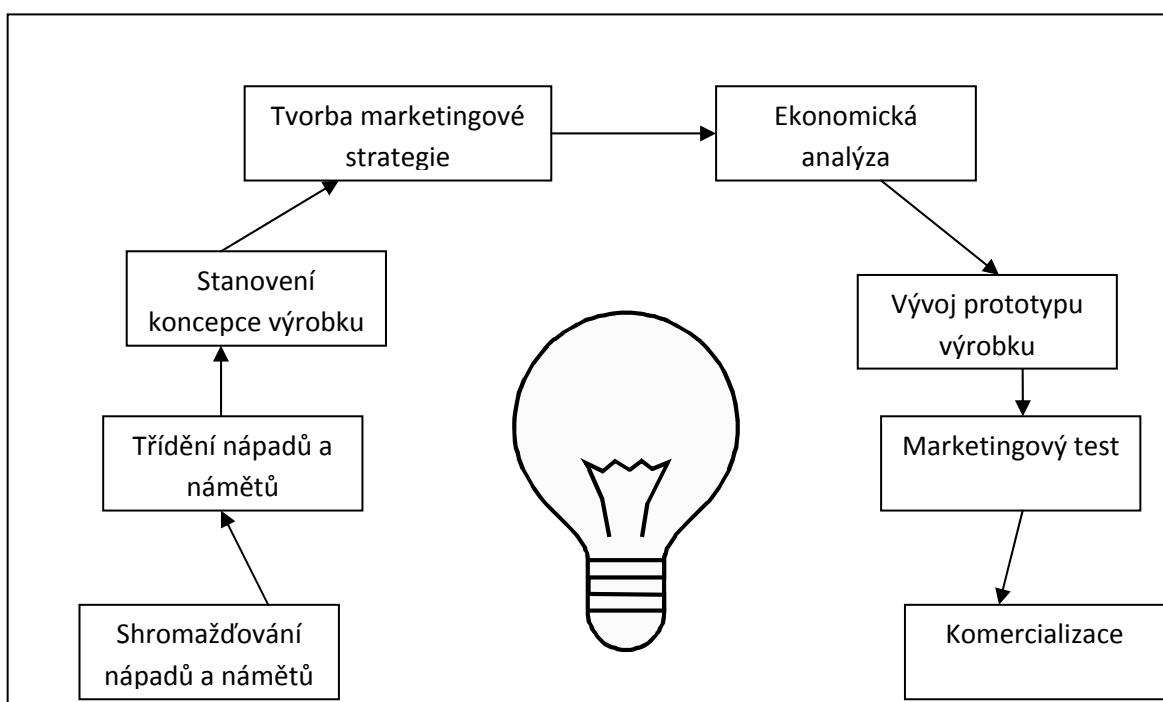 Tvorba marketingové
strategie
Ekonomická
analýza
Stanovení
koncepce výrobku
Vývoj prototypu
výrobku
Třídění nápadů a
námětů
Marketingový test
Shromažďování
nápadů a námětů
Komercializace